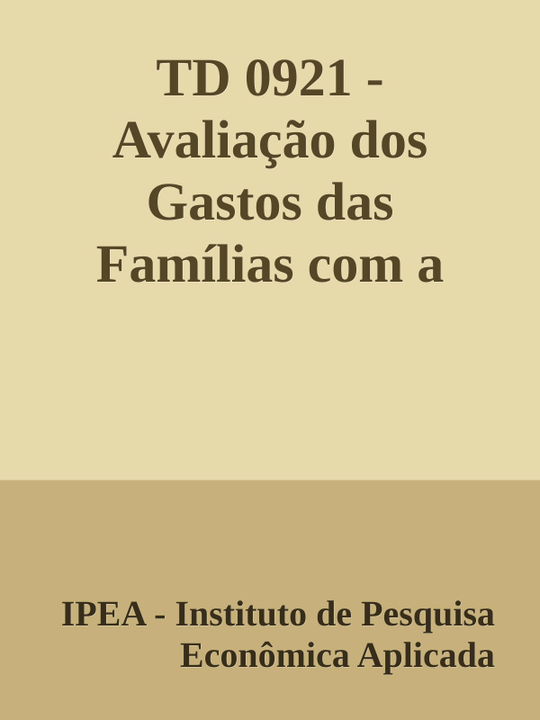 TD 0921 -
Avaliação dos
Gastos das
Famílias com a
IPEA - Instituto de Pesquisa
Econômica Aplicada